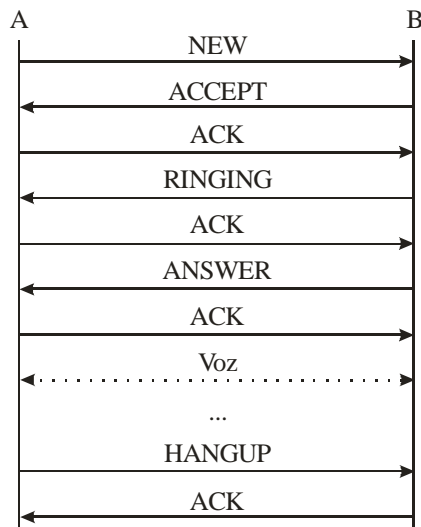 A B
NEW
ACCEPT
ACK
RINGING
ACK
ANSWER
ACK
Voz
...
HANGUP
ACK